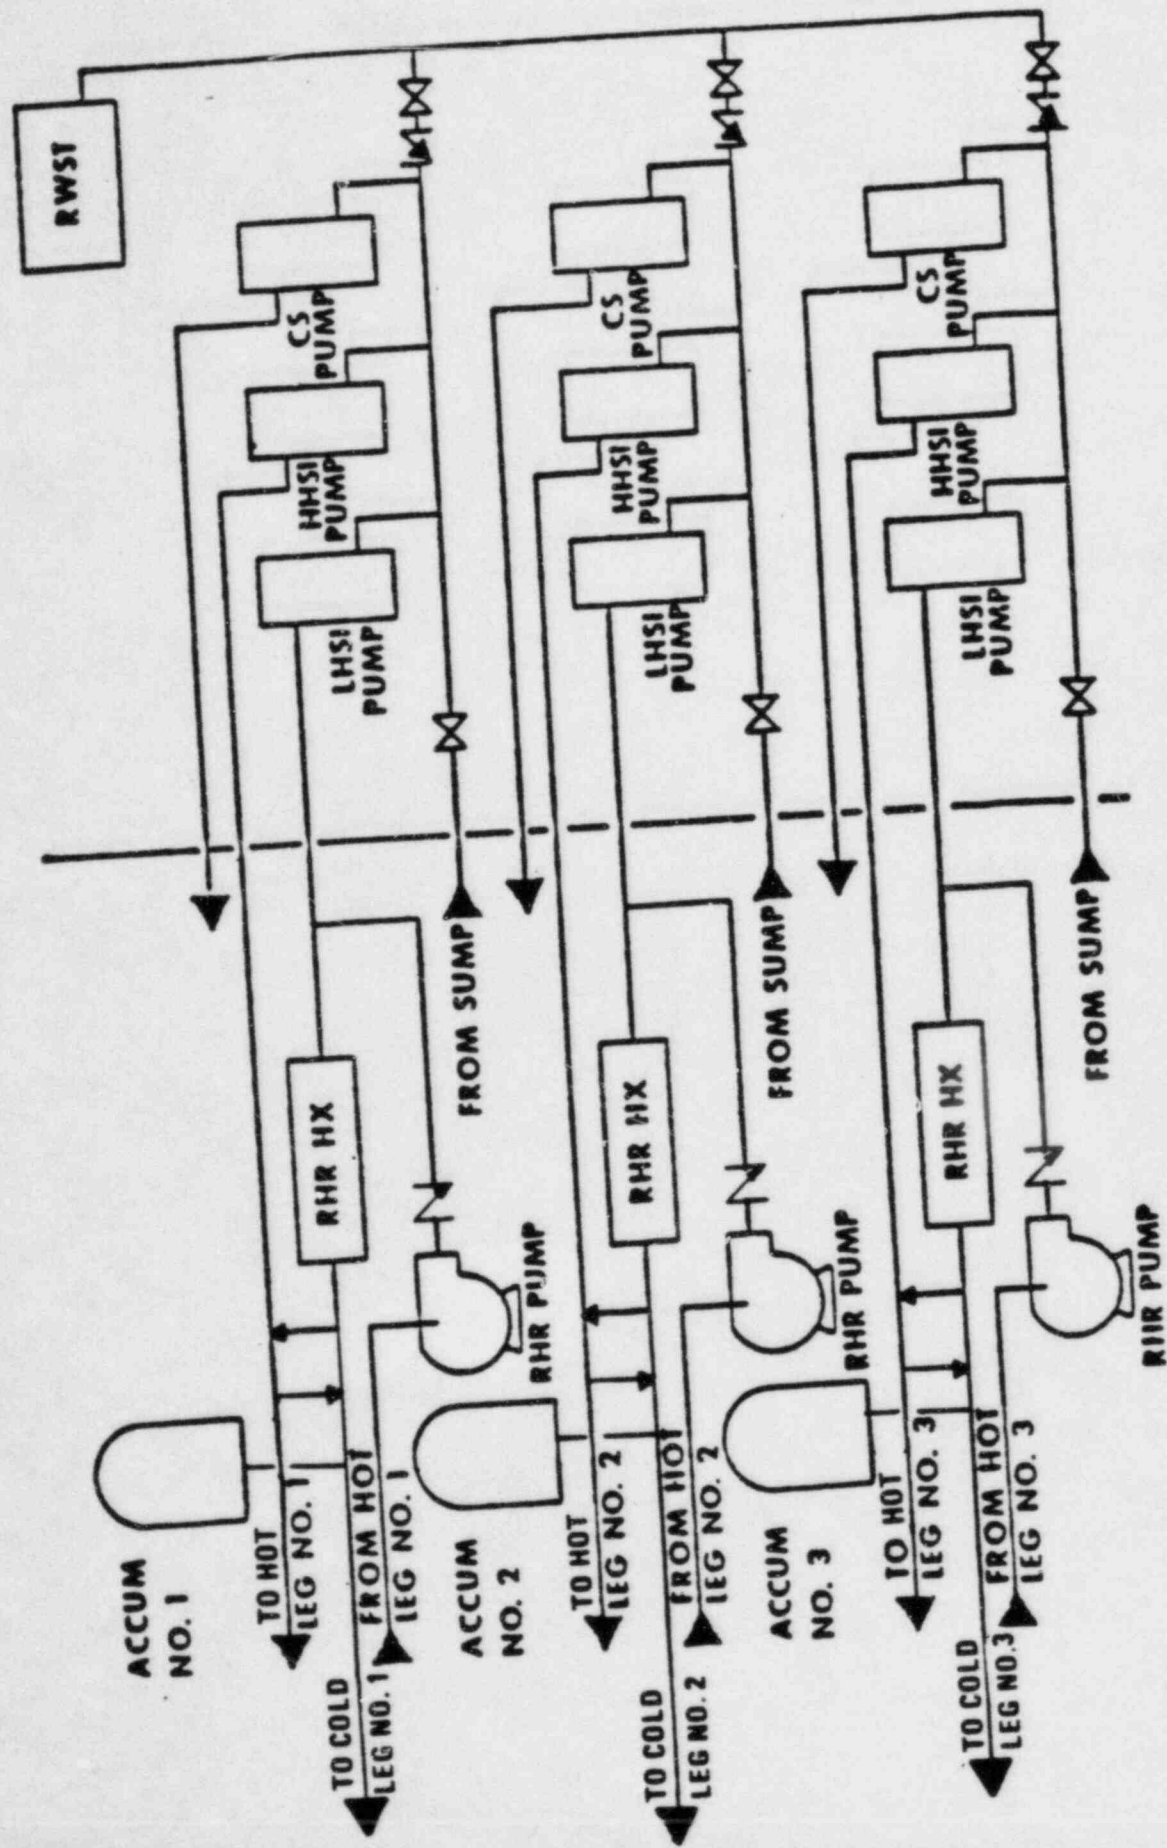 RWST
CS
PUMP
HHSI
PUMP
LHSI
PUMP
RHR HX
FROM SUMP
RHR PUMP
ACCUM
NO. 1
TO HOT
LEG NO. 1
FROM HOT
LEG NO. 1
TO COLD
LEG NO. 1
CS
PUMP
HHSI
PUMP
LHSI
PUMP
RHR HX
FROM SUMP
RHR PUMP
ACCUM
NO. 2
TO HOT
LEG NO. 2
FROM HOT
LEG NO. 2
TO COLD
LEG NO. 2
CS
PUMP
HHSI
PUMP
LHSI
PUMP
RHR HX
FROM SUMP
RHR PUMP
ACCUM
NO. 3
TO HOT
LEG NO. 3
FROM HOT
LEG NO. 3
TO COLD
LEG NO.3